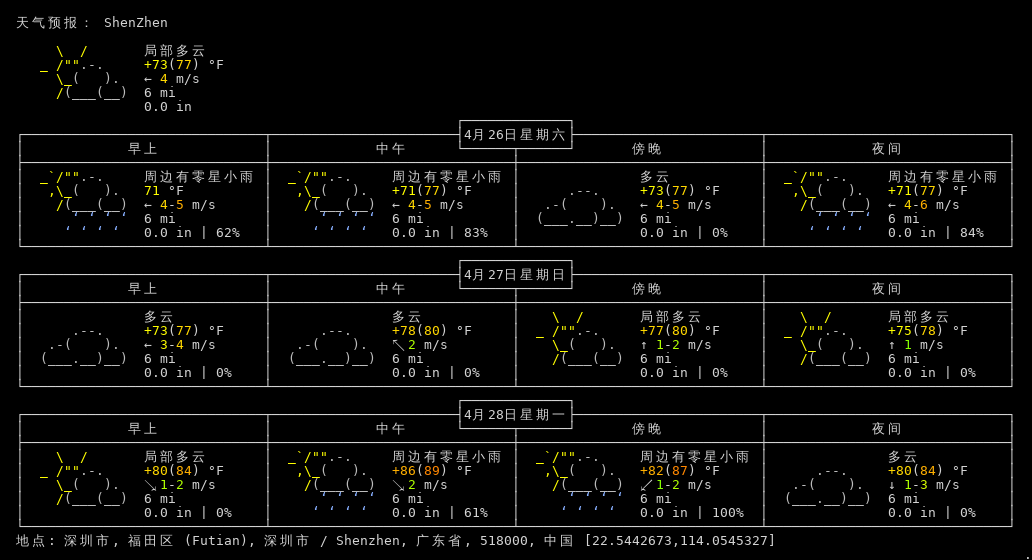 天气预报： ShenZhen
局部多云
+73(77) °F
← 4 m/s
6 mi
0.0 in
4月26日星期六
早上 中午 傍晚 夜间
周边有零星小雨 周边有零星小雨 多云 周边有零星小雨
71 °F +71(77) °F +73(77) °F +71(77) °F
← 4-5 m/s ← 4-5 m/s ← 4-5 m/s ← 4-6 m/s
6 mi 6 mi 6 mi 6 mi
0.0 in | 62% 0.0 in | 83% 0.0 in | 0% 0.0 in | 84%
4月27日星期日
早上 中午 傍晚 夜间
多云 多云 局部多云 局部多云
+73(77) °F +78(80) °F +77(80) °F +75(78) °F
← 3-4 m/s ↖ 2 m/s ↑ 1-2 m/s ↑ 1 m/s
6 mi 6 mi 6 mi 6 mi
0.0 in | 0% 0.0 in | 0% 0.0 in | 0% 0.0 in | 0%
4月28日星期一
早上 中午 傍晚 夜间
局部多云 周边有零星小雨 周边有零星小雨 多云
+80(84) °F +86(89) °F +82(87) °F +80(84) °F
↘ 1-2 m/s ↘ 2 m/s ↙ 1-2 m/s ↓ 1-3 m/s
6 mi 6 mi 6 mi 6 mi
0.0 in | 0% 0.0 in | 61% 0.0 in | 100% 0.0 in | 0%
地点: 深圳市, 福田区 (Futian), 深圳市 / Shenzhen, 广东省, 518000, 中国 [22.5442673,114.0545327]